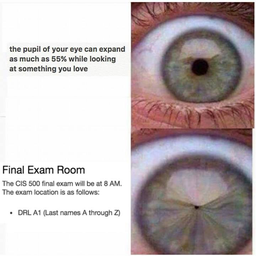 the pupil of your eye can expand
as much as 55% while looking
at something you love
Final Exam Room
The CIS 500 final exam will be at 8 AM.
The exam location is as follows:
• DRL A1 (Last names A through Z)